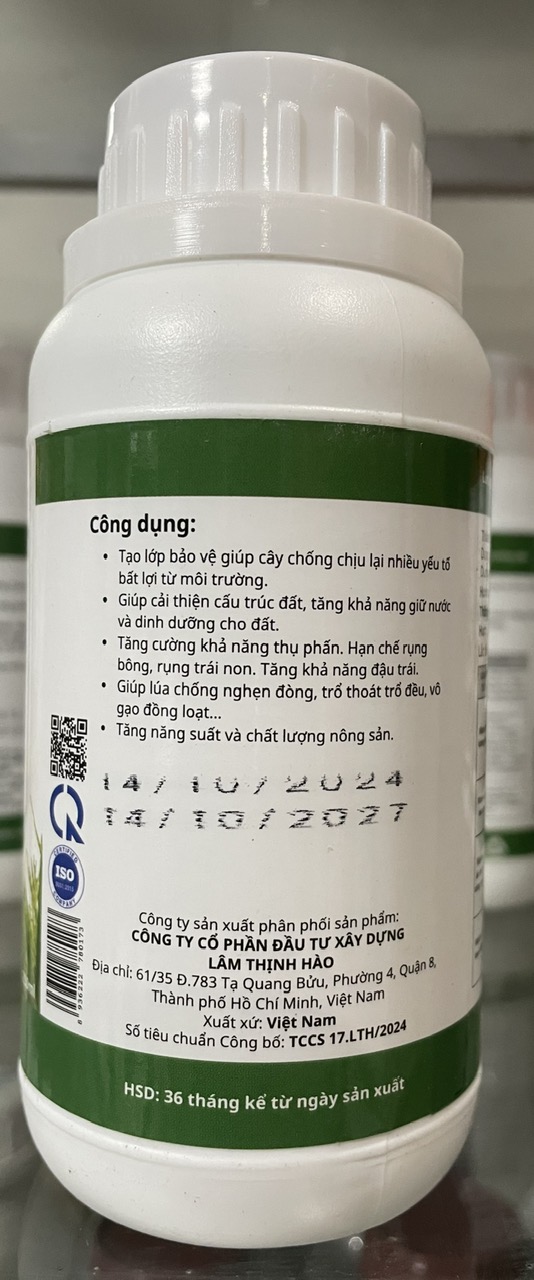 Công dụng:
• Tạo lớp bảo vệ giúp cây chống chịu lại nhiều yếu tố
bất lợi từ môi trường.
• Giúp cải thiện cấu trúc đất, tăng khả năng giữ nước
và dinh dưỡng cho đất.
• Tăng cường khả năng thụ phấn. Hạn chế rụng
bông, rụng trái non. Tăng khả năng đậu trái.
• Giúp lúa chống nghẹn đòng, trổ thoát trổ đều, vô
gạo đồng loạt...
• Tăng năng suất và chất lượng nông sản.
14/10/2024
14/10/2027
CERTIFIED
ISO
COMPANY
8 936222 780173
Công ty sản xuất phân phối sản phẩm:
CÔNG TY CỔ PHẦN ĐẦU TƯ XÂY DỰNG
LÂM THỊNH HÀO
Địa chỉ: 61/35 Đ.783 Tạ Quang Bửu, Phường 4, Quận 8,
Thành phố Hồ Chí Minh, Việt Nam
Xuất xứ: Việt Nam
Số tiêu chuẩn Công bố: TCCS 17.LTH/2024
HSD: 36 tháng kể từ ngày sản xuất